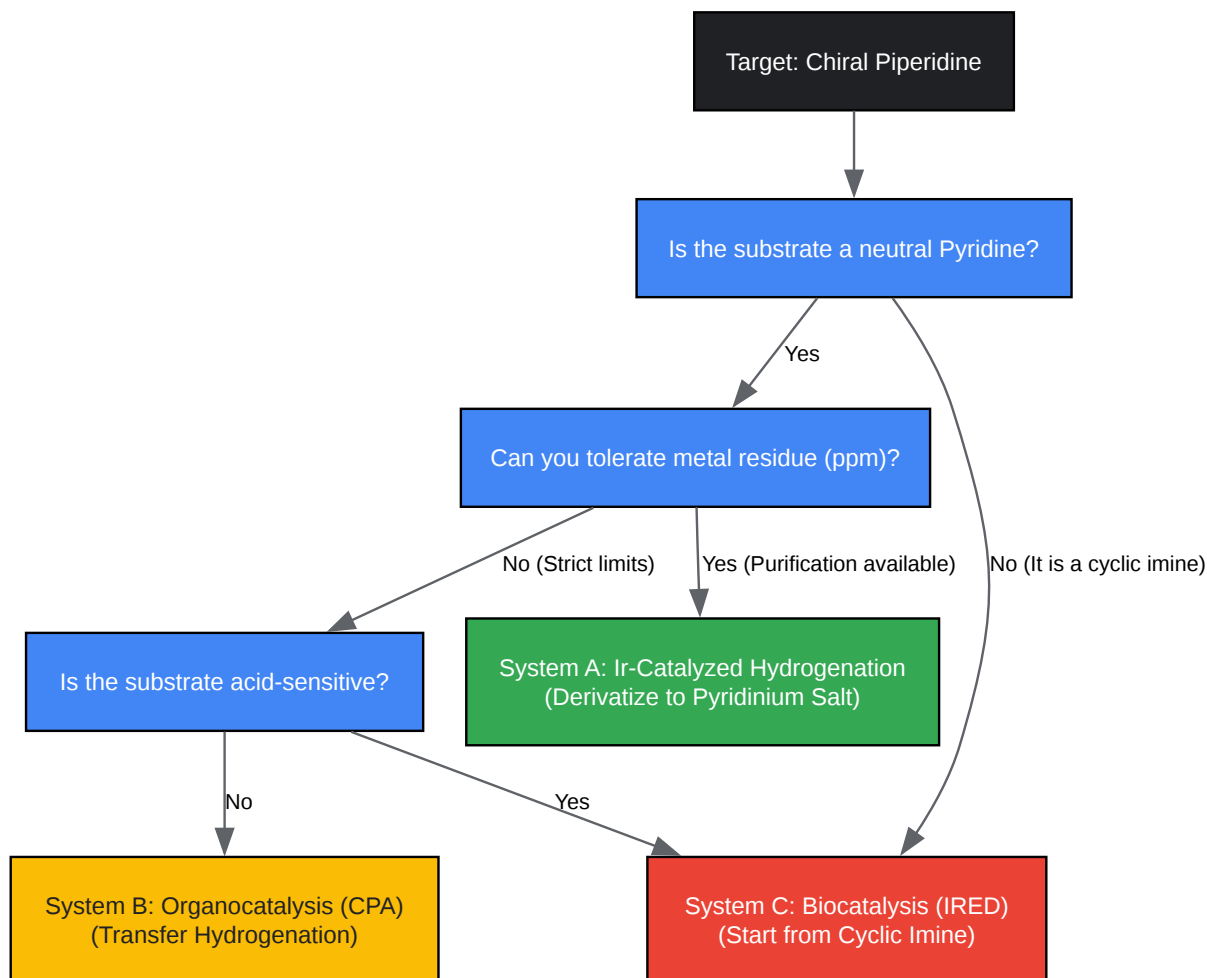 Target: Chiral Piperidine
Is the substrate a neutral Pyridine?
Yes
Can you tolerate metal residue (ppm)?
No (Strict limits)
Yes (Purification available)
No (It is a cyclic imine)
Is the substrate acid-sensitive?
System A: Ir-Catalyzed Hydrogenation
(Derivatize to Pyridinium Salt)
No
Yes
System B: Organocatalysis (CPA)
(Transfer Hydrogenation)
System C: Biocatalysis (IRED)
(Start from Cyclic Imine)